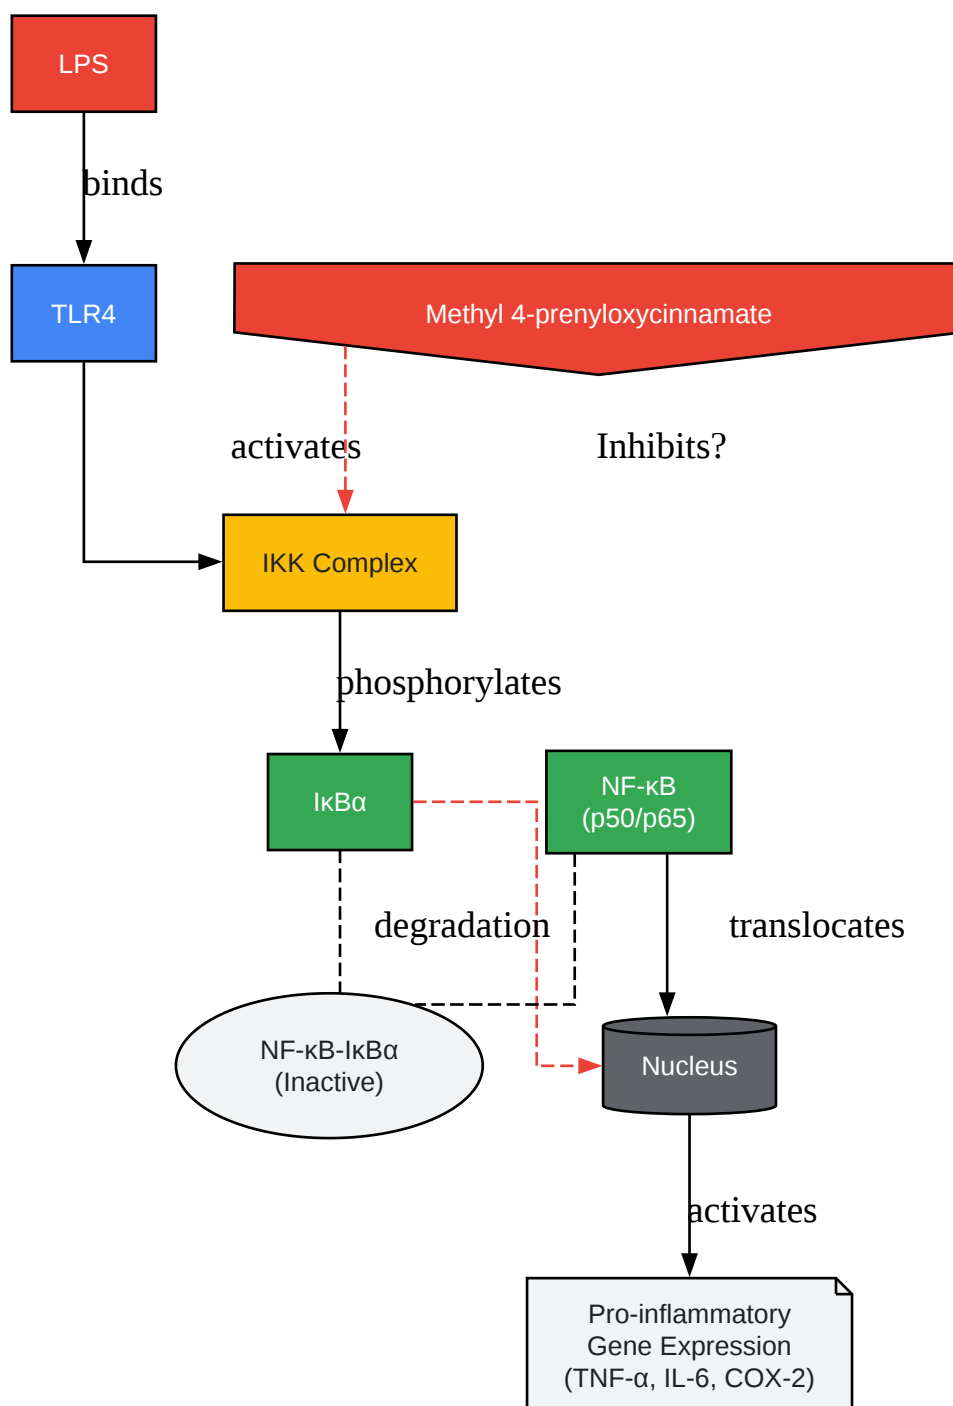 LPS
binds
TLR4
Methyl 4-prenyloxycinnamate
activates
Inhibits?
IKK Complex
phosphorylates
IκBα
NF-κB
(p50/p65)
degradation
translocates
NF-κB-IκBα
(Inactive)
Nucleus
activates
Pro-inflammatory
Gene Expression
(TNF-α, IL-6, COX-2)